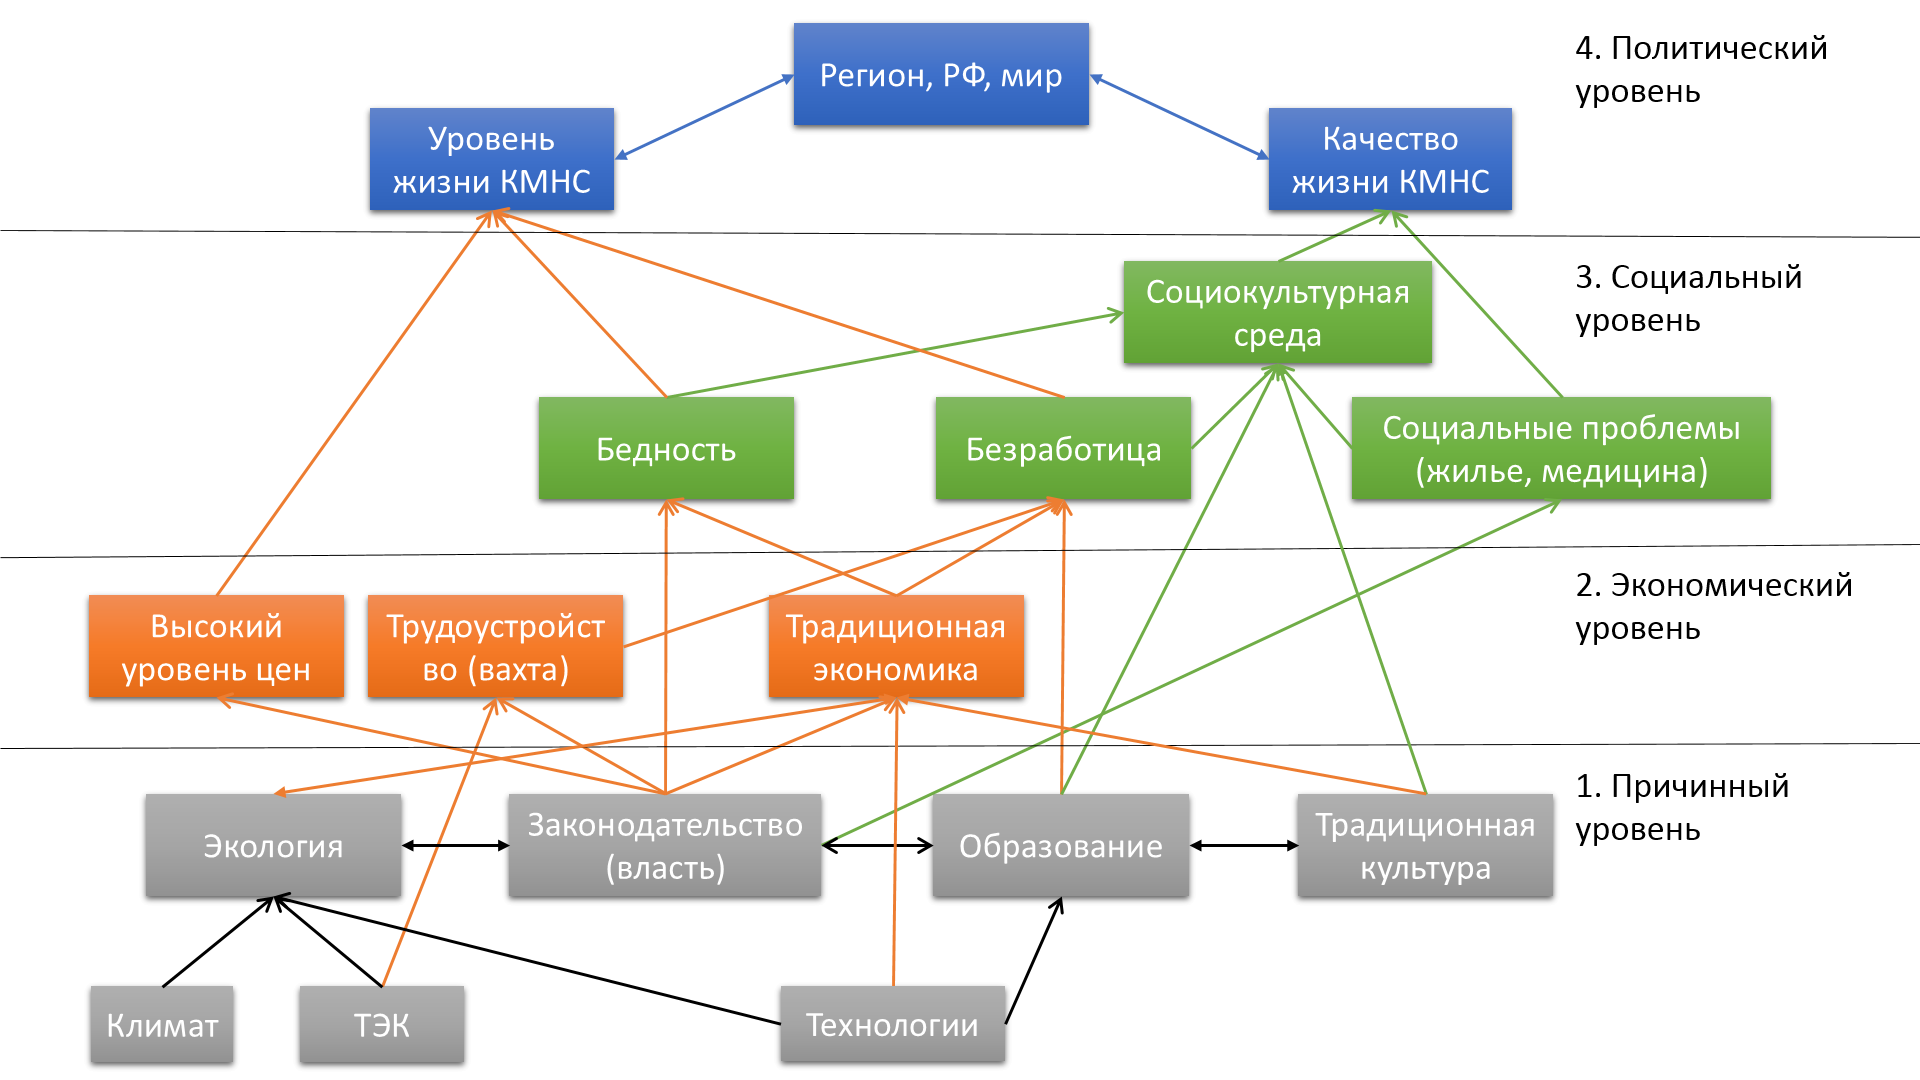 Регион, РФ, мир
4. Политический
уровень
Уровень
жизни КМНС
Качество
жизни КМНС
Социокультурная
среда
3. Социальный
уровень
Бедность
Безработица
Социальные проблемы
(жилье, медицина)
Высокий
уровень цен
Трудоустройст
во (вахта)
Традиционная
экономика
2. Экономический
уровень
Экология
Законодательство
(власть)
Образование
Традиционная
культура
1. Причинный
уровень
Климат
ТЭК
Технологии